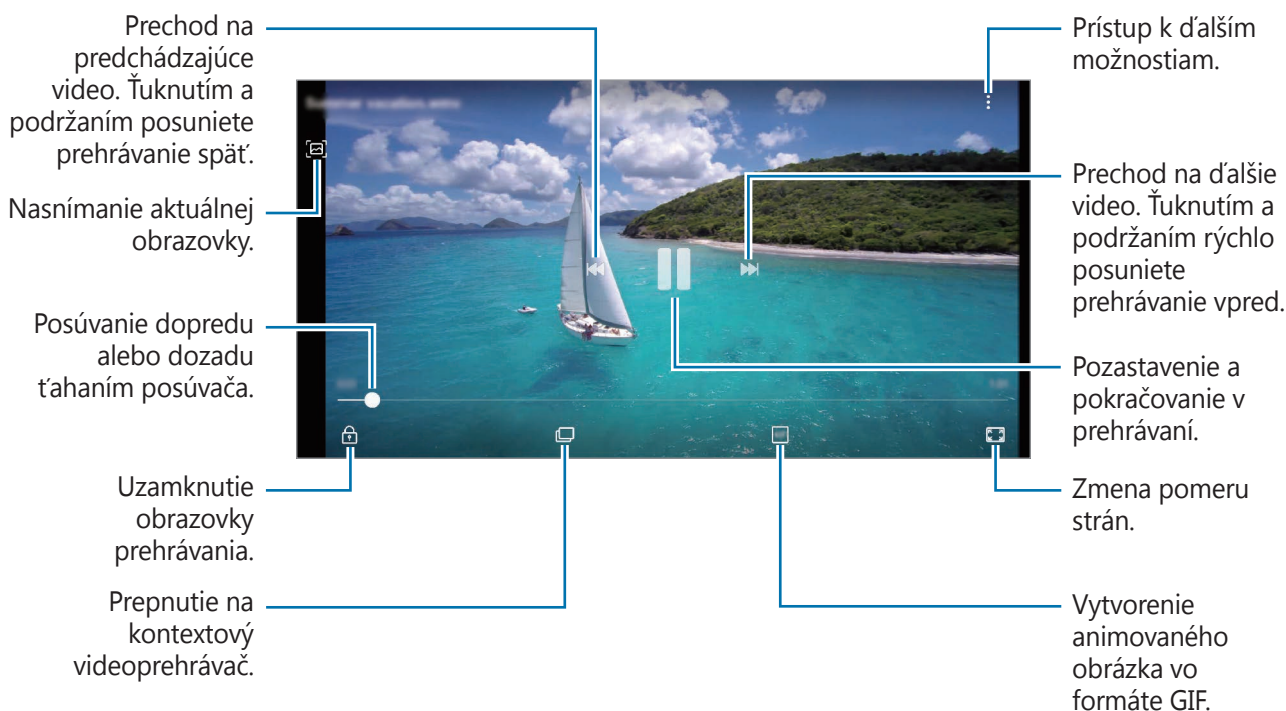 Prechod na
predchádzajúce
video. Ťuknutím a
podržaním posuniete
prehrávanie späť.
Nasnímanie aktuálnej
obrazovky.
Posúvanie dopredu
alebo dozadu
ťahaním posúvača.
Uzamknutie
obrazovky
prehrávania.
Prepnutie na
kontextový
videoprehrávač.
Prístup k ďalším
možnostiam.
Prechod na ďalšie
video. Ťuknutím a
podržaním rýchlo
posuniete
prehrávanie vpred.
Pozastavenie a
pokračovanie v
prehrávaní.
Zmena pomeru
strán.
Vytvorenie
animovaného
obrázka vo
formáte GIF.